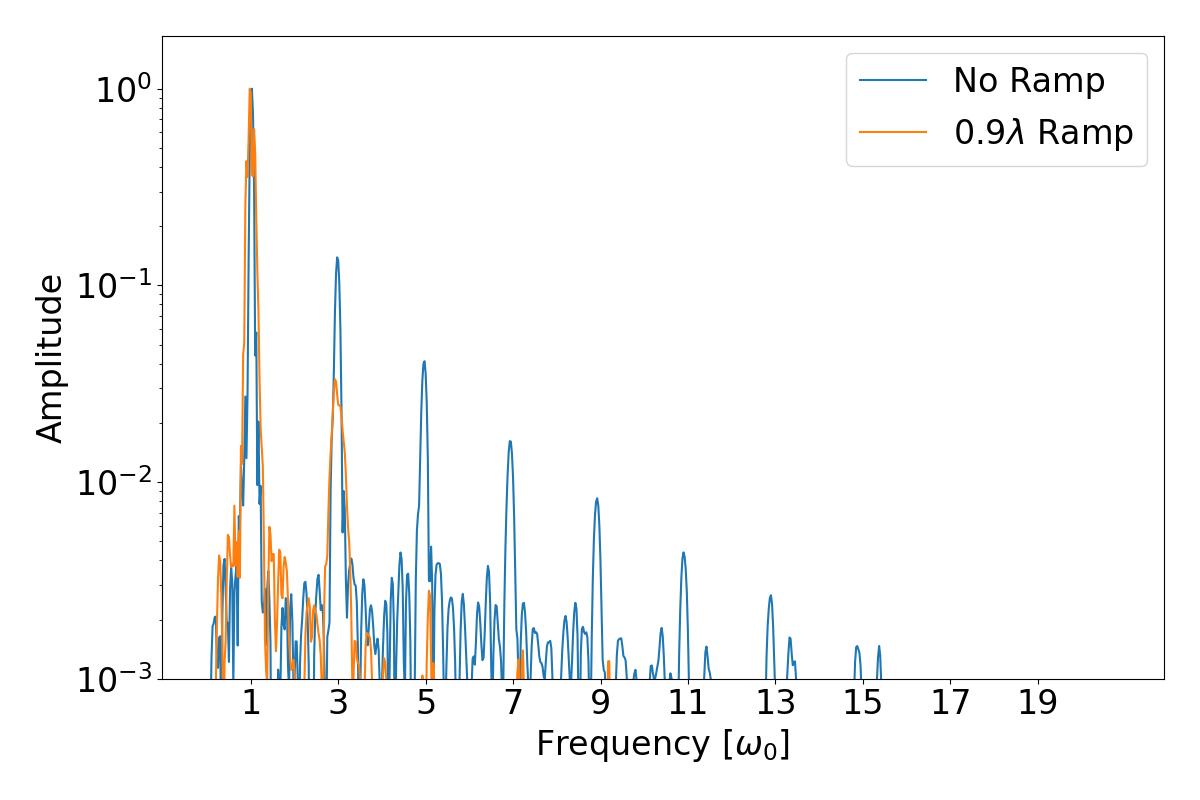 No Ramp
0.9λ Ramp
10⁰
10⁻¹
10⁻²
10⁻³
Amplitude
1 3 5 7 9 11 13 15 17 19
Frequency [ω₀]